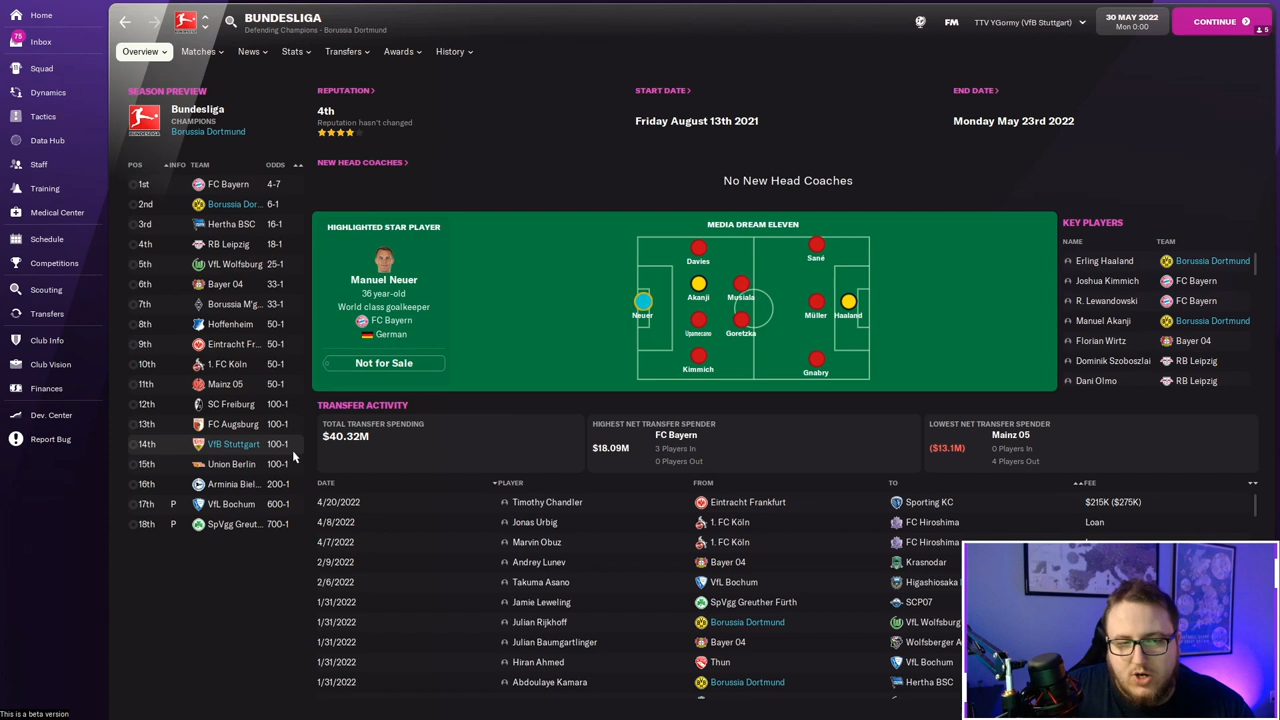 Home
75
Inbox
Squad
Dynamics
Tactics
Data Hub
Staff
Training
Medical Center
Schedule
Competitions
Scouting
Transfers
Club Info
Club Vision
Finances
Dev. Center
Report Bug
This is a beta version
BUNDESLIGA
Defending Champions - Borussia Dortmund
FM
TTV YGormy (VfB Stuttgart)
30 MAY 2022
Mon 0:00
CONTINUE
5
Overview
Matches
News
Stats
Transfers
Awards
History
SEASON PREVIEW
Bundesliga
CHAMPIONS
Borussia Dortmund
POS INFO TEAM ODDS
1st FC Bayern 4-7
2nd Borussia Dor... 6-1
3rd Hertha BSC 16-1
4th RB Leipzig 18-1
5th VfL Wolfsburg 25-1
6th Bayer 04 33-1
7th Borussia M'g... 33-1
8th Hoffenheim 50-1
9th Eintracht Fr... 50-1
10th 1. FC Köln 50-1
11th Mainz 05 50-1
12th SC Freiburg 100-1
13th FC Augsburg 100-1
14th VfB Stuttgart 100-1
15th Union Berlin 100-1
16th Arminia Biel... 200-1
17th P VfL Bochum 600-1
18th P SpVgg Greut... 700-1
REPUTATION >
4th
Reputation hasn't changed
START DATE >
Friday August 13th 2021
END DATE >
Monday May 23rd 2022
NEW HEAD COACHES >
No New Head Coaches
HIGHLIGHTED STAR PLAYER
Manuel Neuer
36 year-old
World class goalkeeper
FC Bayern
German
Not for Sale
MEDIA DREAM ELEVEN
Davies
Sané
Akanji
Musiala
Neuer
Müller
Haaland
Upamecano
Goretzka
Kimmich
Gnabry
KEY PLAYERS
NAME TEAM
Erling Haaland Borussia Dortmund
Joshua Kimmich FC Bayern
R. Lewandowski FC Bayern
Manuel Akanji Borussia Dortmund
Florian Wirtz Bayer 04
Dominik Szoboszlai RB Leipzig
Dani Olmo RB Leipzig
TRANSFER ACTIVITY
TOTAL TRANSFER SPENDING
$40.32M
HIGHEST NET TRANSFER SPENDER
$18.09M
FC Bayern
3 Players In
0 Players Out
LOWEST NET TRANSFER SPENDER
($13.1M)
Mainz 05
0 Players In
4 Players Out
DATE PLAYER FROM TO FEE
4/20/2022 Timothy Chandler Eintracht Frankfurt Sporting KC $215K ($275K)
4/8/2022 Jonas Urbig 1. FC Köln FC Hiroshima Loan
4/7/2022 Marvin Obuz 1. FC Köln FC Hiroshima
2/9/2022 Andrey Lunev Bayer 04 Krasnodar
2/6/2022 Takuma Asano VfL Bochum Higashiosaka
1/31/2022 Jamie Leweling SpVgg Greuther Fürth SCP07
1/31/2022 Julian Rijkhoff Borussia Dortmund VfL Wolfsburg
1/31/2022 Julian Baumgartlinger Bayer 04 Wolfsberger A
1/31/2022 Hiran Ahmed Thun VfL Bochum
1/31/2022 Abdoulaye Kamara Borussia Dortmund Hertha BSC